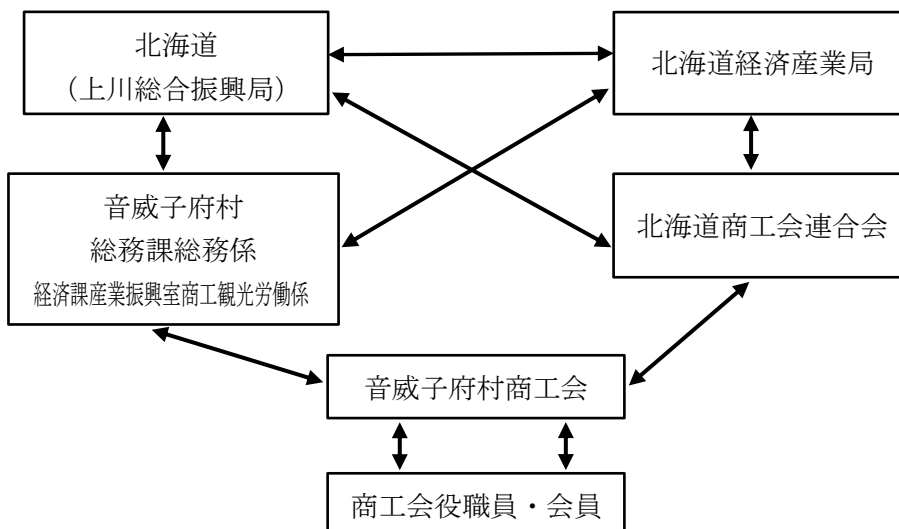 北海道
(上川総合振興局)
北海道経済産業局
音威子府村
総務課総務係
経済課産業振興室商工観光労働係
北海道商工会連合会
音威子府村商工会
商工会役職員・会員